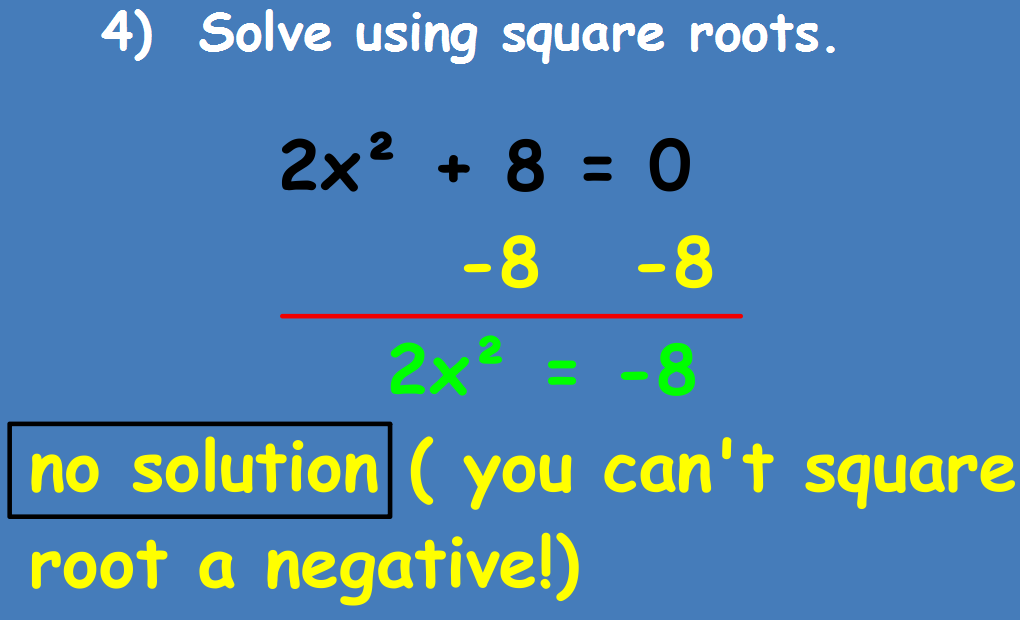 4) Solve using square roots.
2x² + 8 = 0
-8 -8
2x² = -8
no solution ( you can't square
root a negative!)